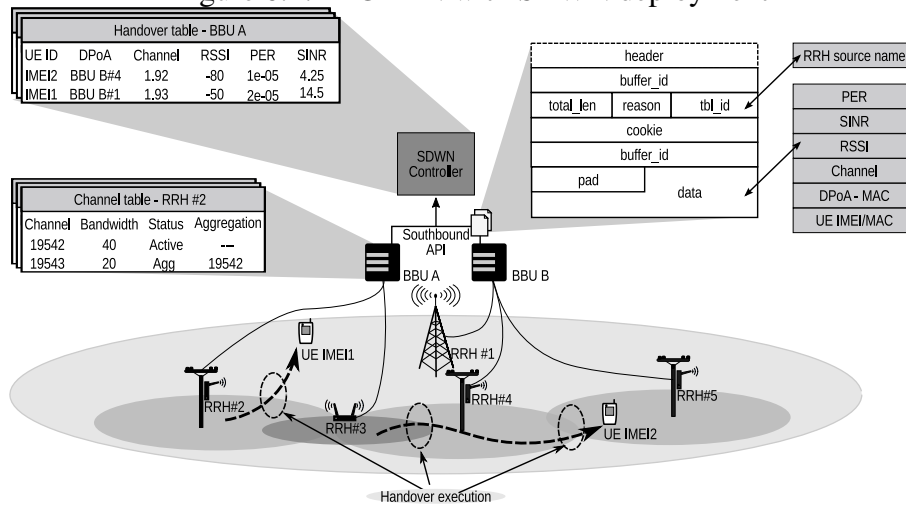 Handover table - BBU A
UE ID DPoA Channel RSSI PER SINR
IMEI2 BBU B#4 1.92 -80 1e-05 4.25
IMEI1 BBU B#1 1.93 -50 2e-05 14.5
header
buffer_id
total_len reason tbl_id
cookie
buffer_id
pad
data
RRH source name
PER
SINR
RSSI
Channel
DPoA - MAC
UE IMEI/MAC
SDWN
Controller
Channel table - RRH #2
Channel Bandwidth Status Aggregation
19542 40 Active ---
19543 20 Agg 19542
Southbound
API
BBU A
BBU B
UE IMEI1
RRH #1
RRH#2
RRH#3
RRH#4
RRH#5
UE IMEI2
Handover execution